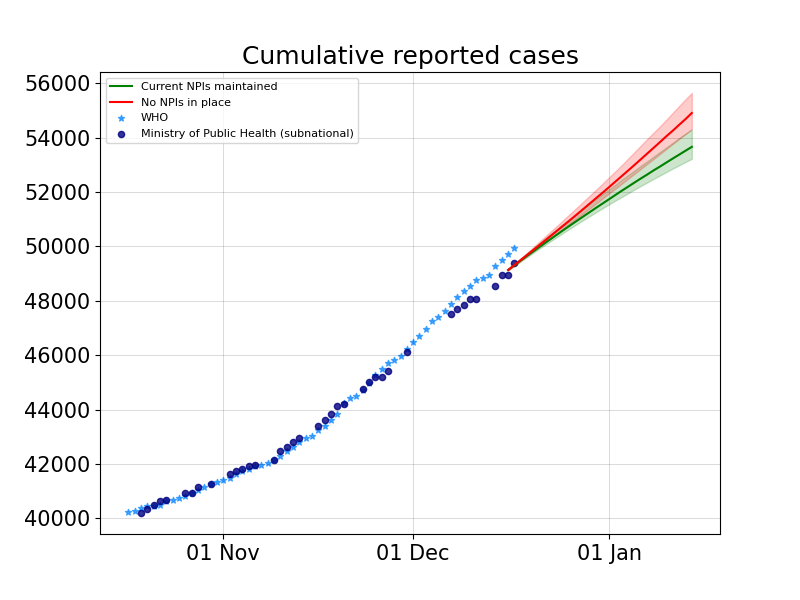 Cumulative reported cases
Current NPIs maintained
No NPIs in place
WHO
Ministry of Public Health (subnational)
56000
54000
52000
50000
48000
46000
44000
42000
40000
01 Nov
01 Dec
01 Jan